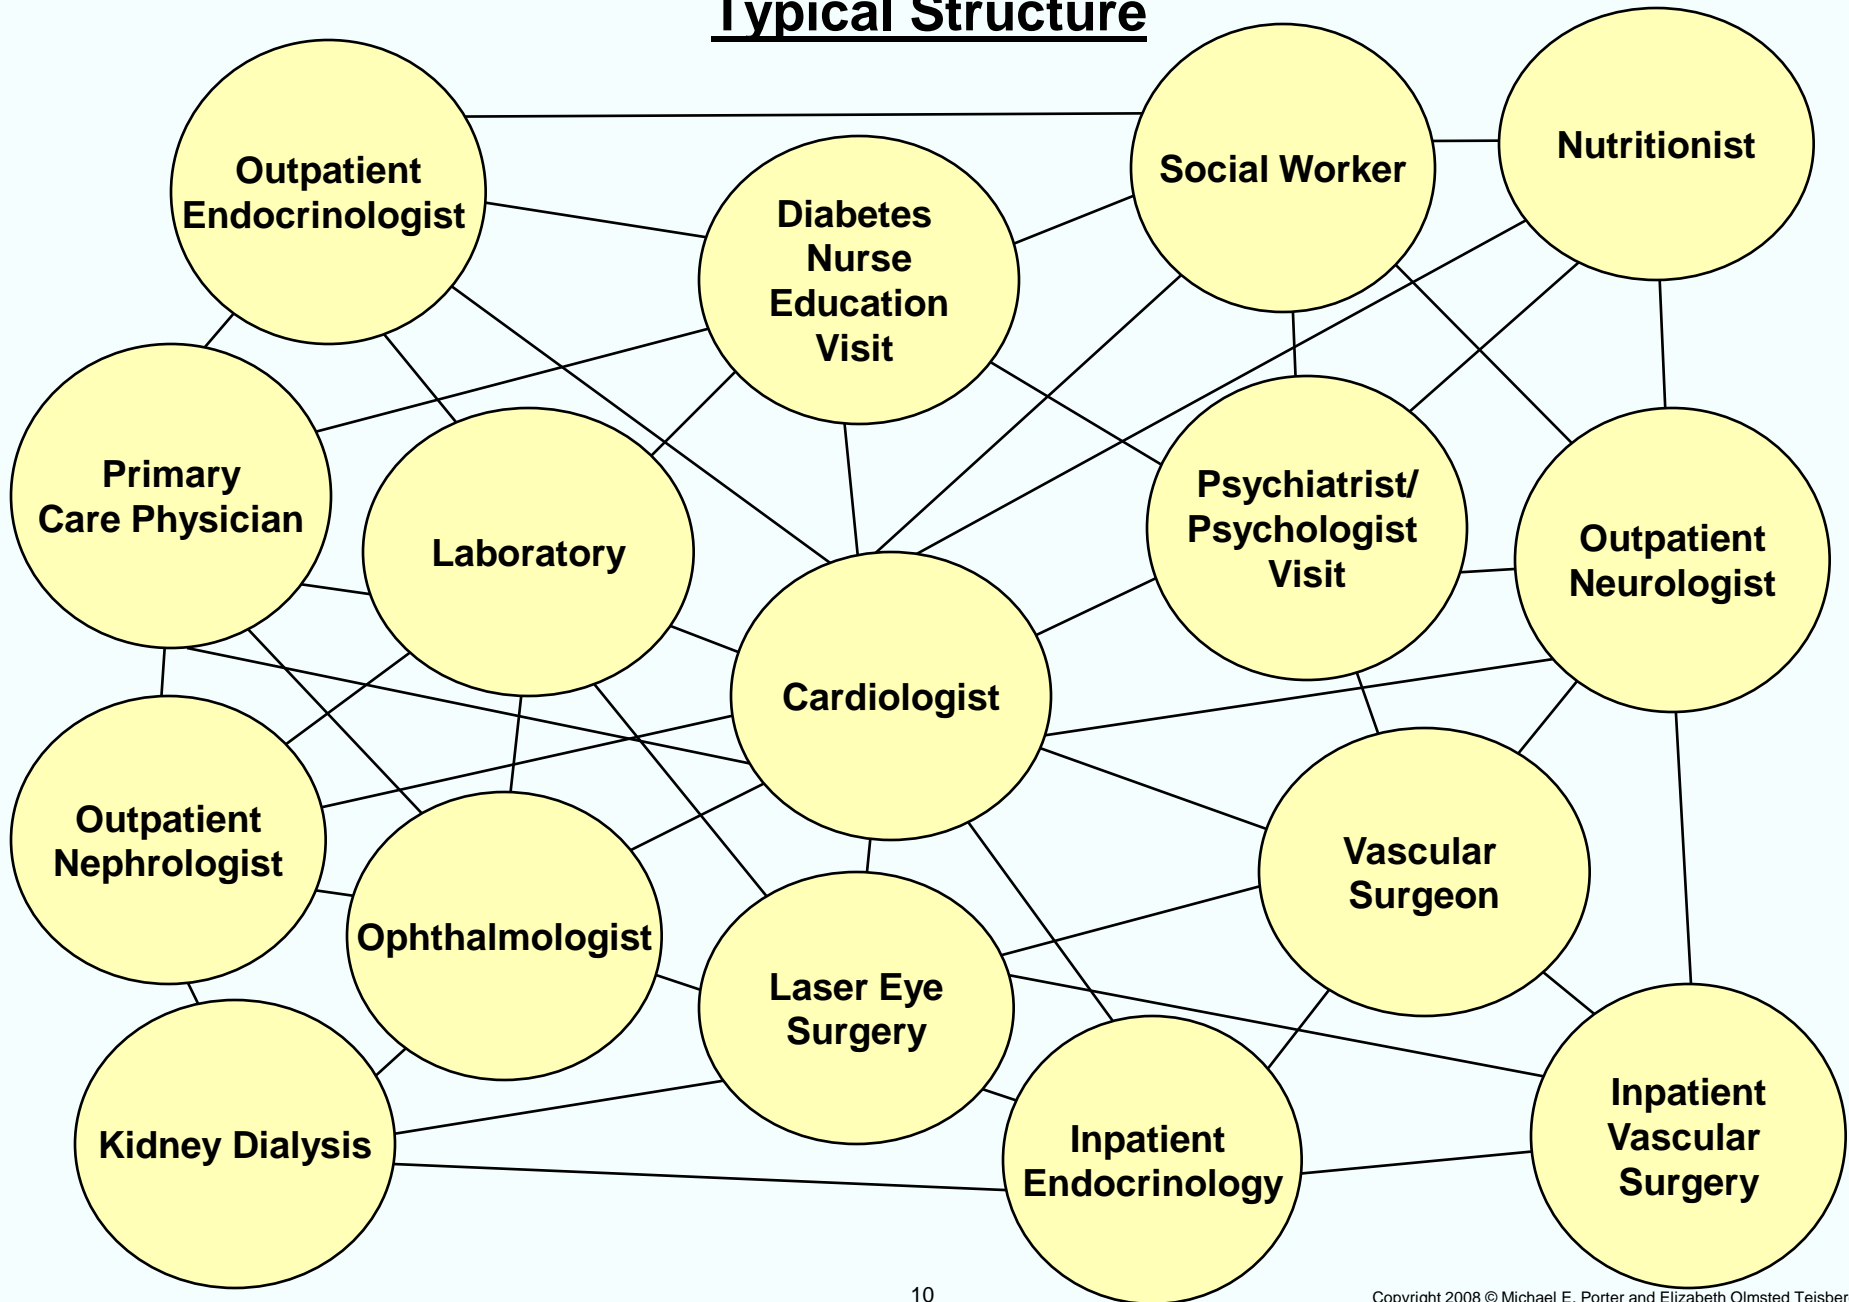 Typical Structure
Outpatient
Endocrinologist
Diabetes
Nurse
Education
Visit
Social Worker
Nutritionist
Primary
Care Physician
Laboratory
Psychiatrist/
Psychologist
Visit
Outpatient
Neurologist
Cardiologist
Outpatient
Nephrologist
Ophthalmologist
Vascular
Surgeon
Laser Eye
Surgery
Kidney Dialysis
Inpatient
Endocrinology
Inpatient
Vascular
Surgery
10
Copyright 2008 © Michael E. Porter and Elizabeth Olmsted Teisber